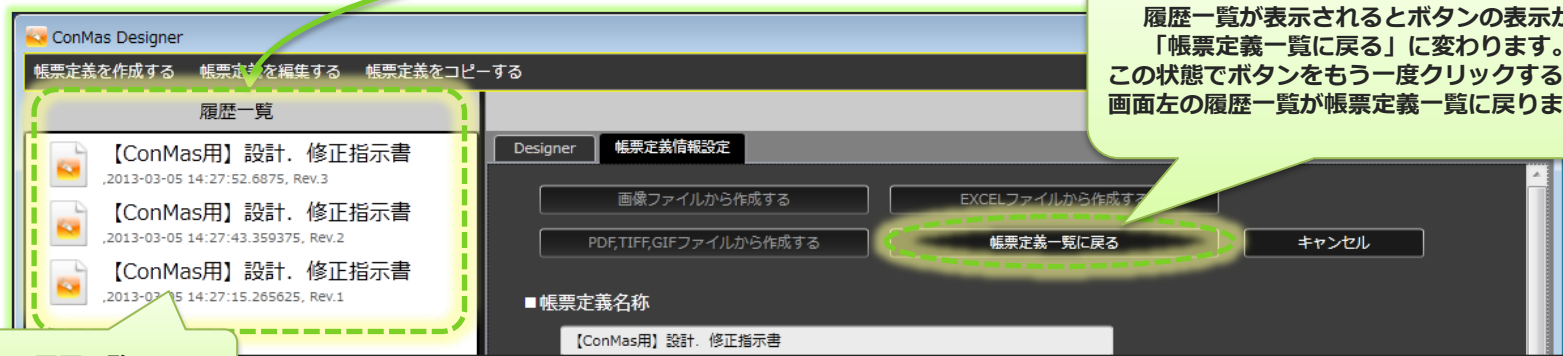 履歴一覧が表示されるとボタンの表示が
「帳票定義一覧に戻る」に変わります。
この状態でボタンをもう一度クリックする
画面左の履歴一覧が帳票定義一覧に戻りま
ConMas Designer
帳票定義を作成する 帳票定義を編集する 帳票定義をコピーする
履歴一覧
【ConMas用】設計．修正指示書
,2013-03-05 14:27:52.6875, Rev.3
【ConMas用】設計．修正指示書
,2013-03-05 14:27:43.359375, Rev.2
【ConMas用】設計．修正指示書
,2013-03-05 14:27:15.265625, Rev.1
Designer 帳票定義情報設定
画像ファイルから作成する EXCELファイルから作成する
PDF,TIFF,GIFファイルから作成する 帳票定義一覧に戻る キャンセル
■帳票定義名称
【ConMas用】設計．修正指示書